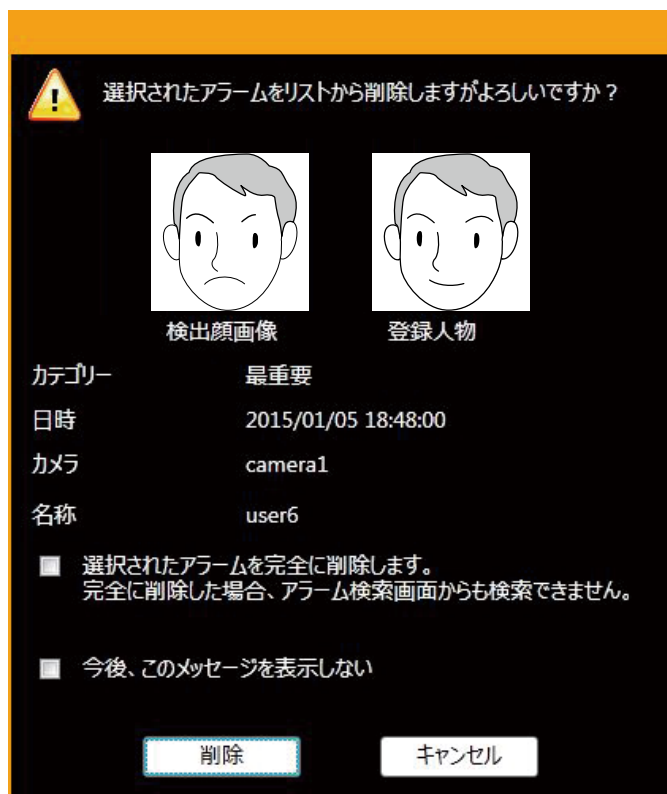 選択されたアラームをリストから削除しますがよろしいですか？
検出顔画像 登録人物
カテゴリー 最重要
日時 2015/01/05 18:48:00
カメラ camera1
名称 user6
選択されたアラームを完全に削除します。
完全に削除した場合、アラーム検索画面からも検索できません。
今後、このメッセージを表示しない
削除 キャンセル